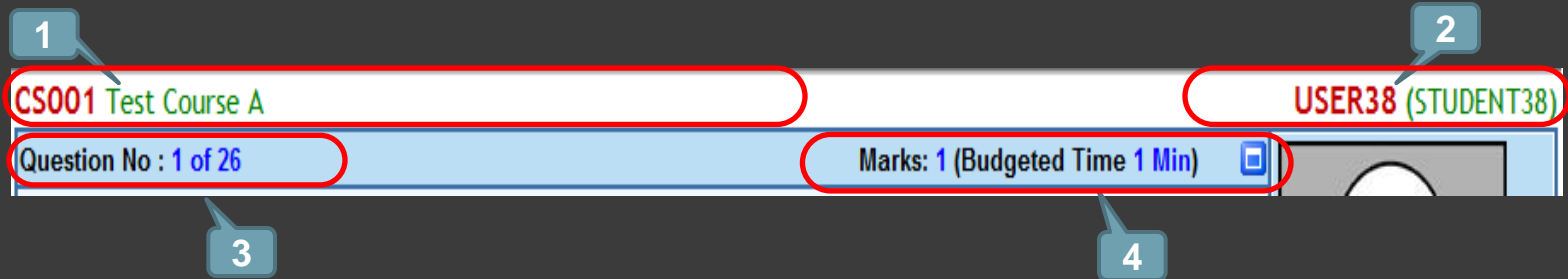 1
2
CS001 Test Course A
USER38 (STUDENT38)
Question No : 1 of 26
Marks: 1 (Budgeted Time 1 Min)
3
4